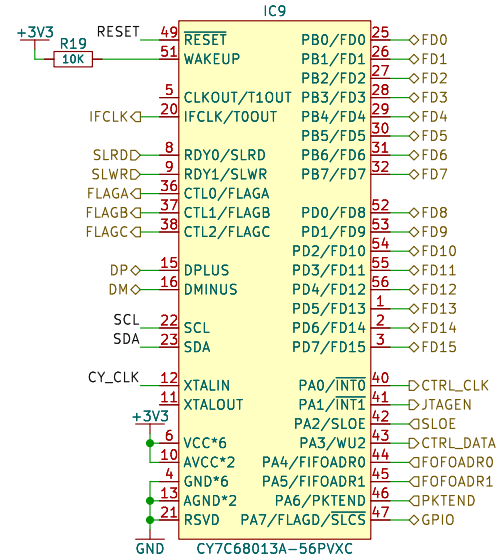 IC9
+3V3
R19
10K
RESET 49 RESET
51 WAKEUP
5 CLKOUT/T1OUT
IFCLK 20 IFCLK/T0OUT
SLRD 8 RDY0/SLRD
SLWR 9 RDY1/SLWR
FLAGA 36 CTL0/FLAGA
FLAGB 37 CTL1/FLAGB
FLAGC 38 CTL2/FLAGC
DP 15 DPLUS
DM 16 DMINUS
SCL 22 SCL
SDA 23 SDA
CY_CLK 12 XTALIN
11 XTALOUT
+3V3
6 VCC*6
10 AVCC*2
4 GND*6
13 AGND*2
21 RSVD
GND
PB0/FD0 25 FD0
PB1/FD1 26 FD1
PB2/FD2 27 FD2
PB3/FD3 28 FD3
PB4/FD4 29 FD4
PB5/FD5 30 FD5
PB6/FD6 31 FD6
PB7/FD7 32 FD7
PD0/FD8 52 FD8
PD1/FD9 53 FD9
PD2/FD10 54 FD10
PD3/FD11 55 FD11
PD4/FD12 56 FD12
PD5/FD13 1 FD13
PD6/FD14 2 FD14
PD7/FD15 3 FD15
PA0/INT0 40 CTRL_CLK
PA1/INT1 41 JTAGEN
PA2/SLOE 42 SLOE
PA3/WU2 43 CTRL_DATA
PA4/FIFOADR0 44 FOFOADR0
PA5/FIFOADR1 45 FOFOADR1
PA6/PKTEND 46 PKTEND
PA7/FLAGD/SLCS 47 GPIO
CY7C68013A-56PVXC